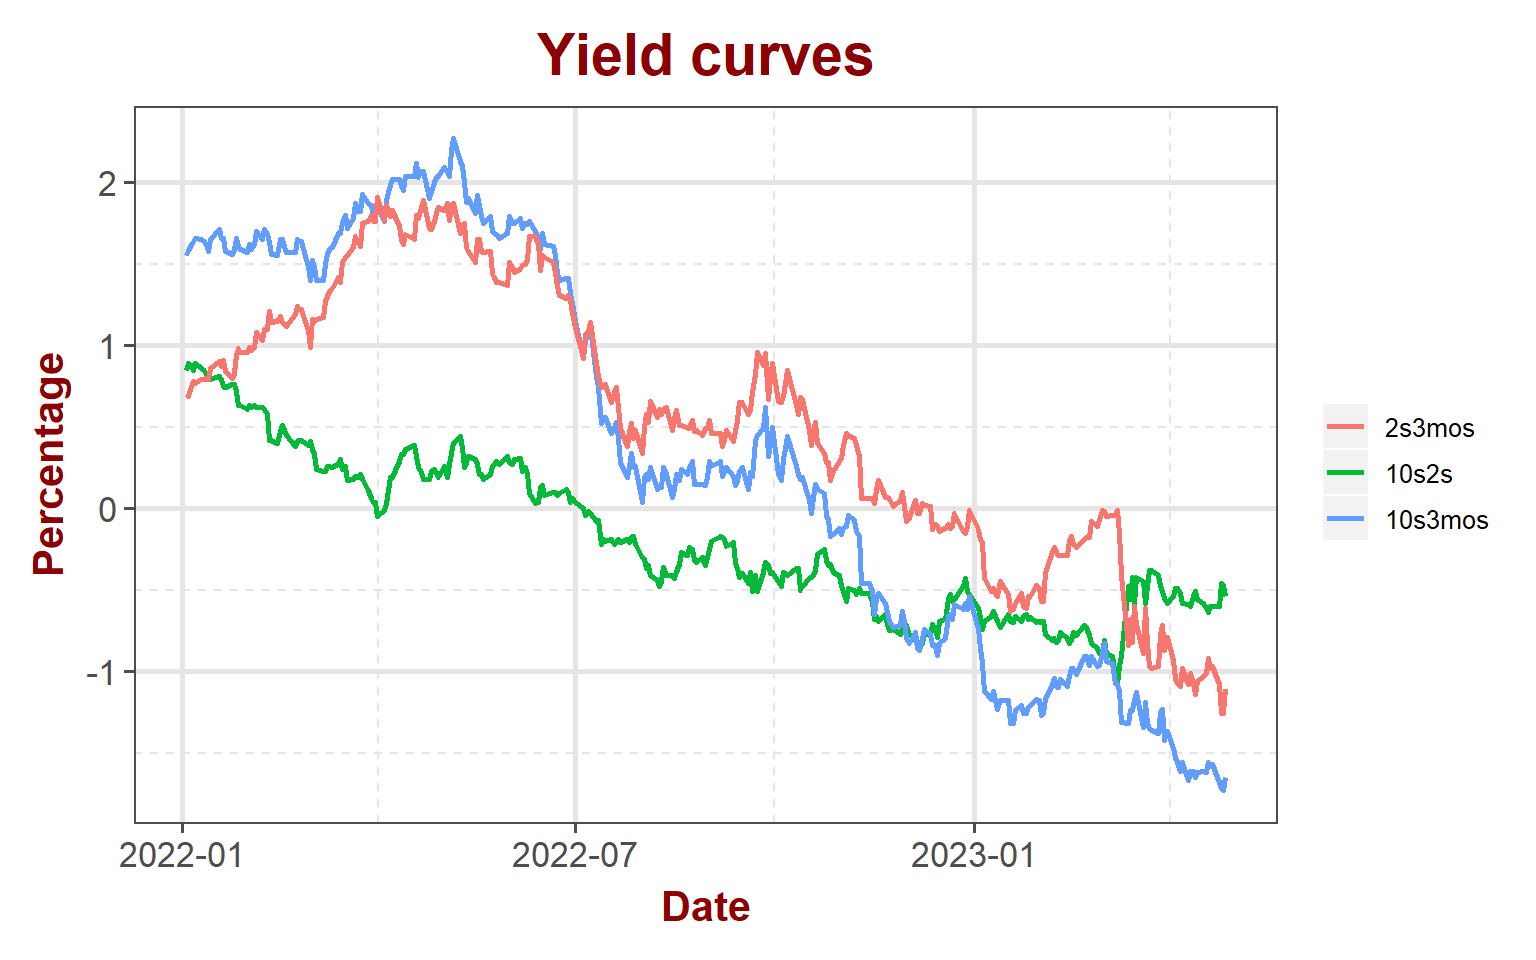 Yield curves
Percentage
2
1
0
-1
2022-01
2022-07
2023-01
Date
2s3mos
10s2s
10s3mos